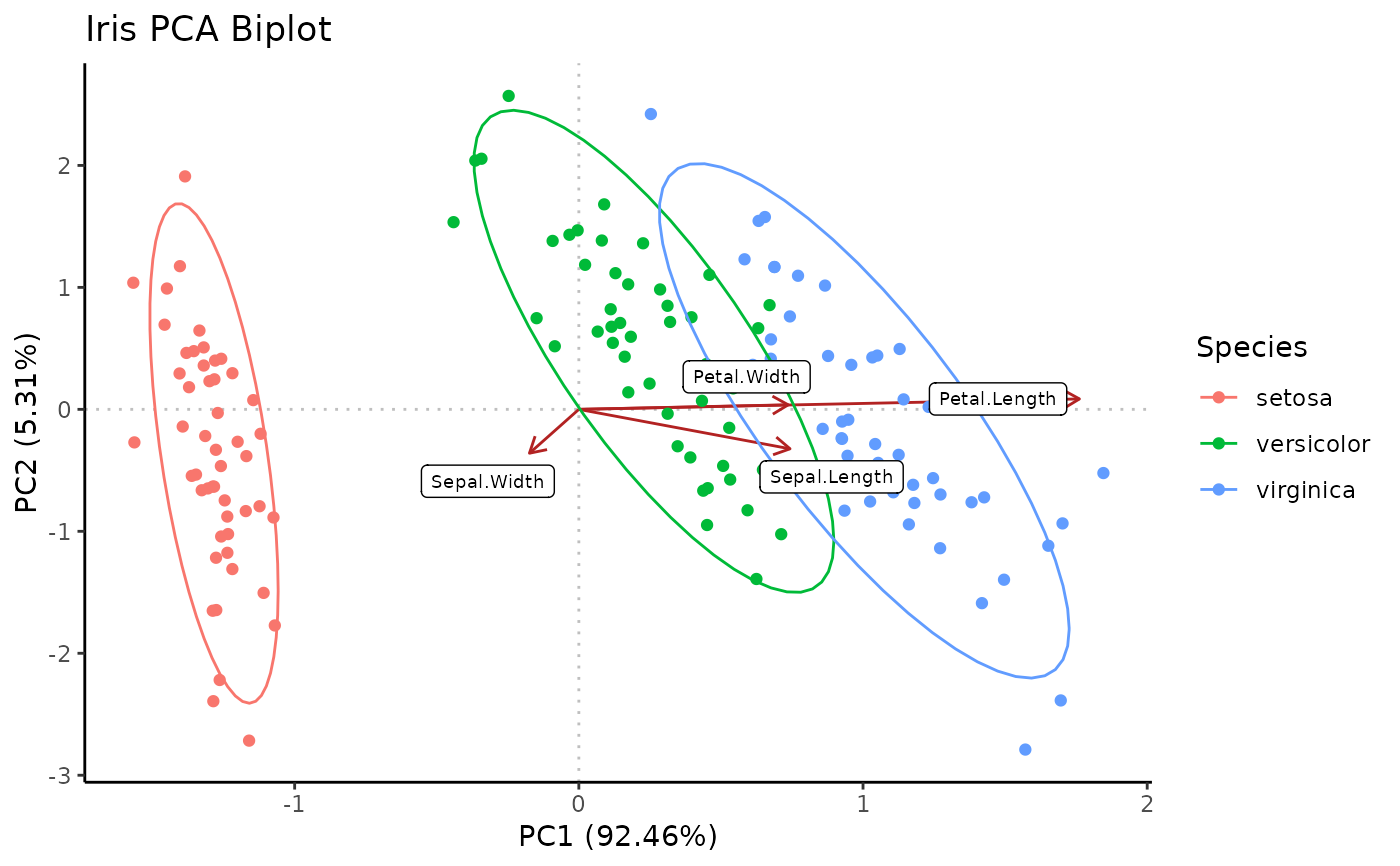 Iris PCA Biplot
PC2 (5.31%)
2
1
0
-1
-2
-3
Petal.Width
Petal.Length
Sepal.Width
Sepal.Length
-1
0
1
2
PC1 (92.46%)
Species
setosa
versicolor
virginica